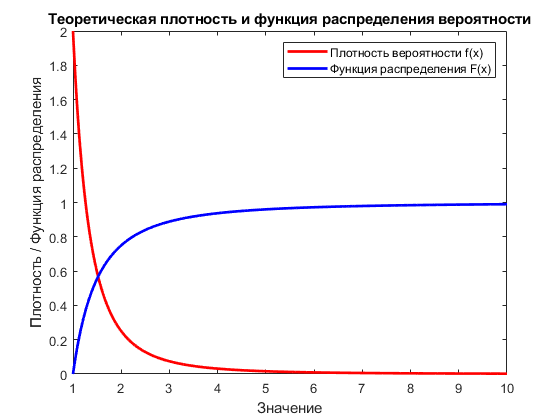 Теоретическая плотность и функция распределения вероятности
Плотность вероятности f(x)
Функция распределения F(x)
Плотность / Функция распределения
2
1.8
1.6
1.4
1.2
1
0.8
0.6
0.4
0.2
0
1 2 3 4 5 6 7 8 9 10
Значение